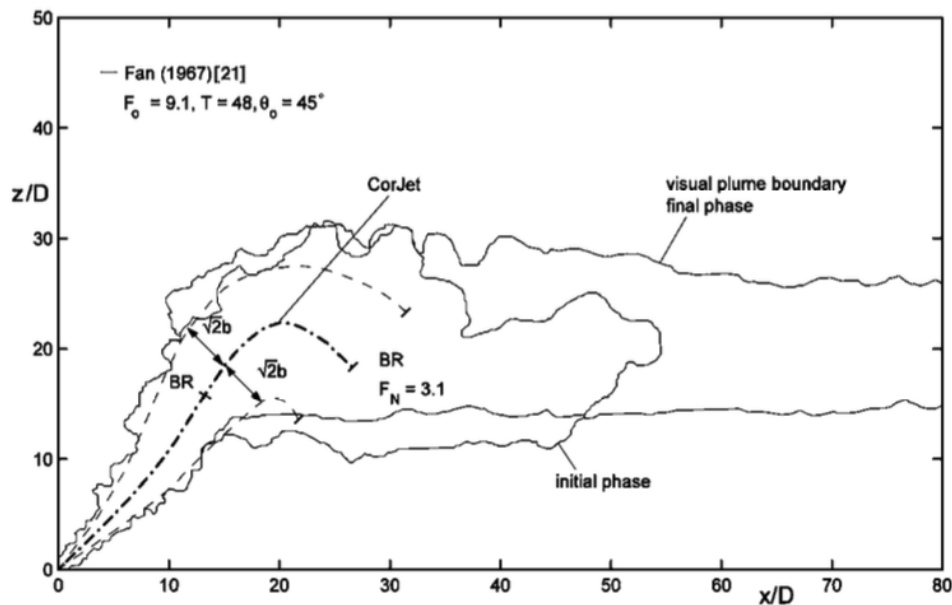 50
— Fan (1967)[21]
F₀ = 9.1, T = 48, θ₀ = 45°
40
z/D
CorJet
visual plume boundary
final phase
30
√2b
20
BR
√2b
BR
F_N = 3.1
10
initial phase
0
0 10 20 30 40 50 60 70 80
x/D